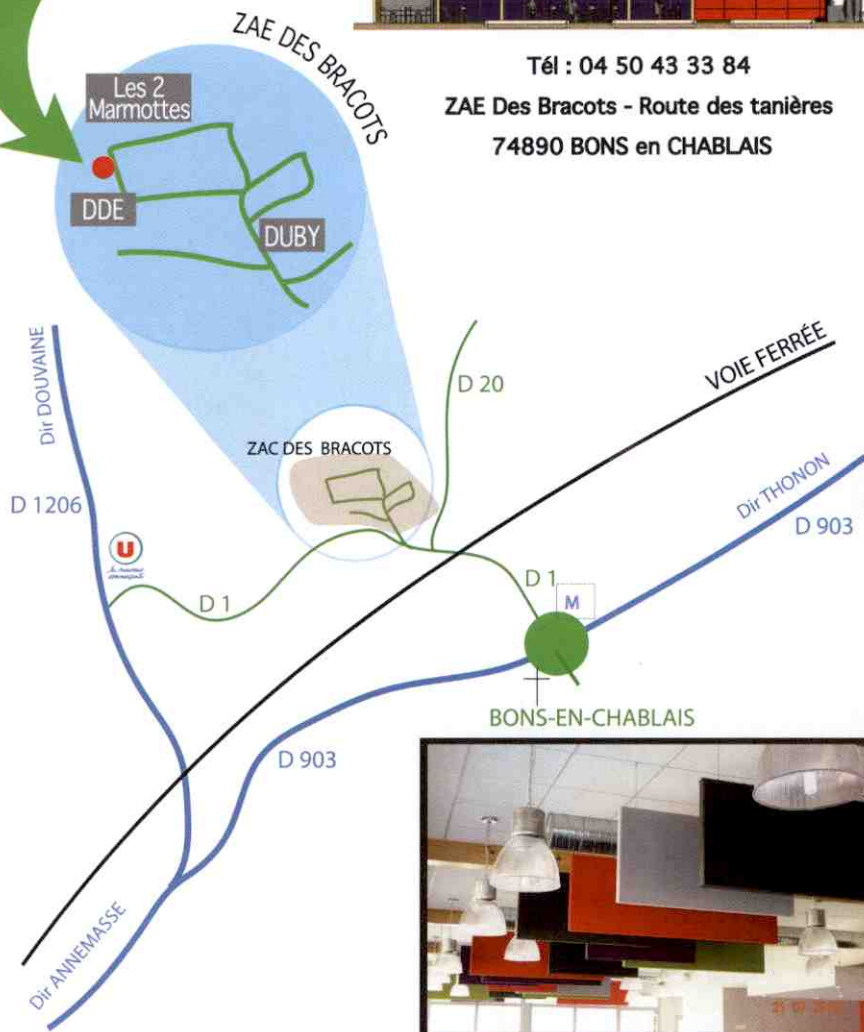 ZAE DES BRACOTS
Tél : 04 50 43 33 84
ZAE Des Bracots - Route des tanières
74890 BONS en CHABLAIS
Les 2
Marmottes
DDE
DUBY
Dir DOUVAINE
D 20
VOIE FERRÉE
ZAC DES BRACOTS
D 1206
Dir THONON
D 903
U
D 1
D 1
M
BONS-EN-CHABLAIS
D 903
Dir ANNEMASSE